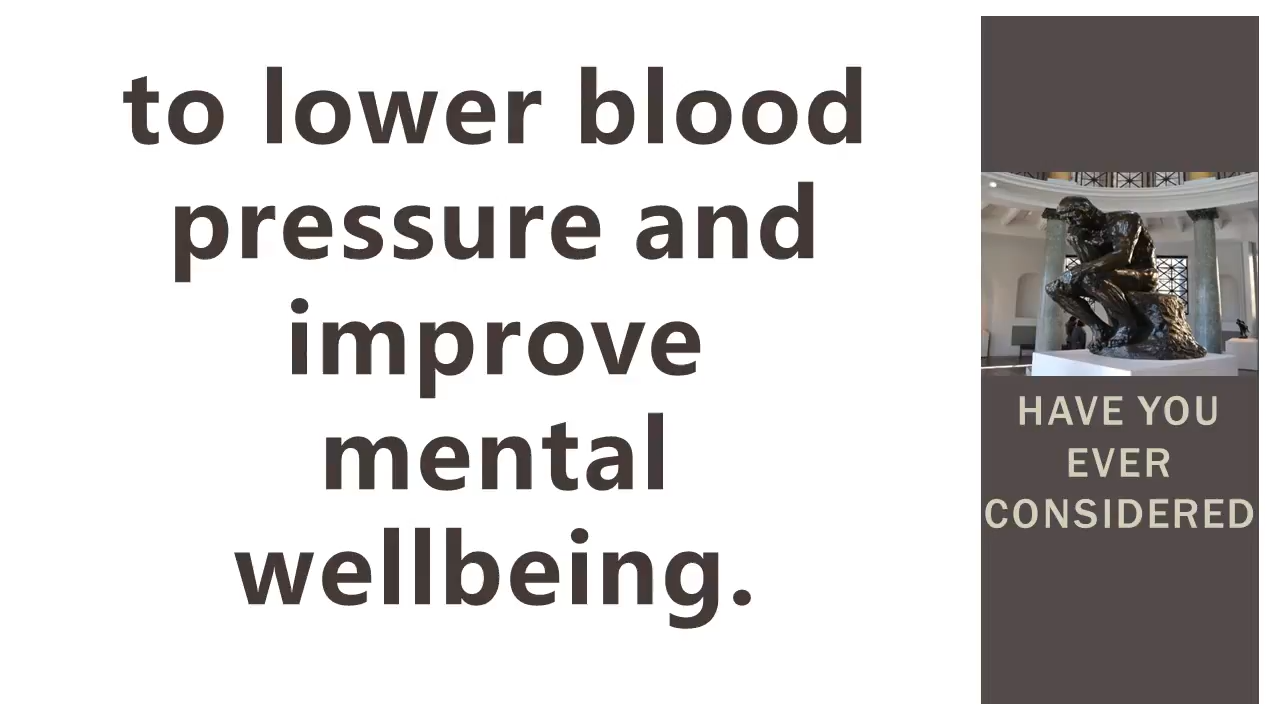 to lower blood
pressure and
improve
mental
wellbeing.
HAVE YOU
EVER
CONSIDERED